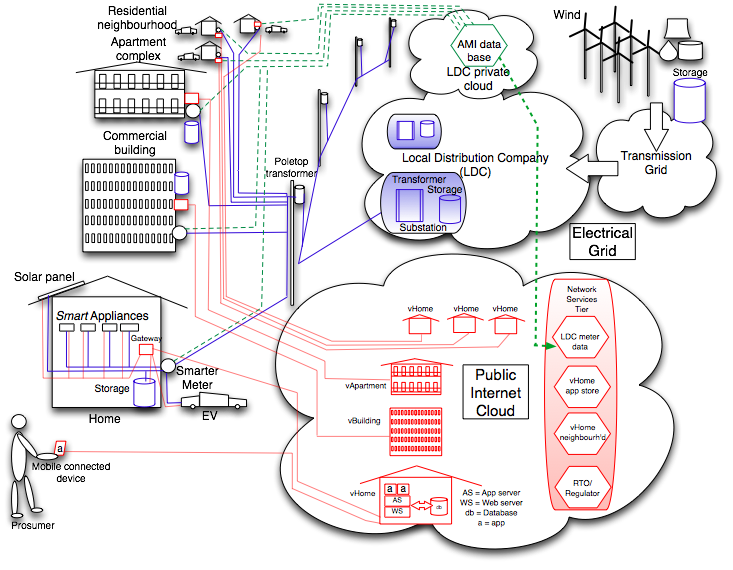 Residential
neighbourhood
Apartment
complex
Commercial
building
Poletop
transformer
AMI data
base
LDC private
cloud
Wind
Storage
Local Distribution Company
(LDC)
Transmission
Grid
Transformer
Storage
Substation
Electrical
Grid
Solar panel
Smart Appliances
Gateway
Storage
Smarter
Meter
Home
EV
vHome
vHome
vHome
vApartment
vBuilding
Public
Internet
Cloud
Network
Services
Tier
LDC meter
data
vHome
app store
vHome
neighbourh'd
RTO/
Regulator
a
Mobile connected
device
Prosumer
vHome
a
a
AS
WS
db
AS = App server
WS = Web server
db = Database
a = app